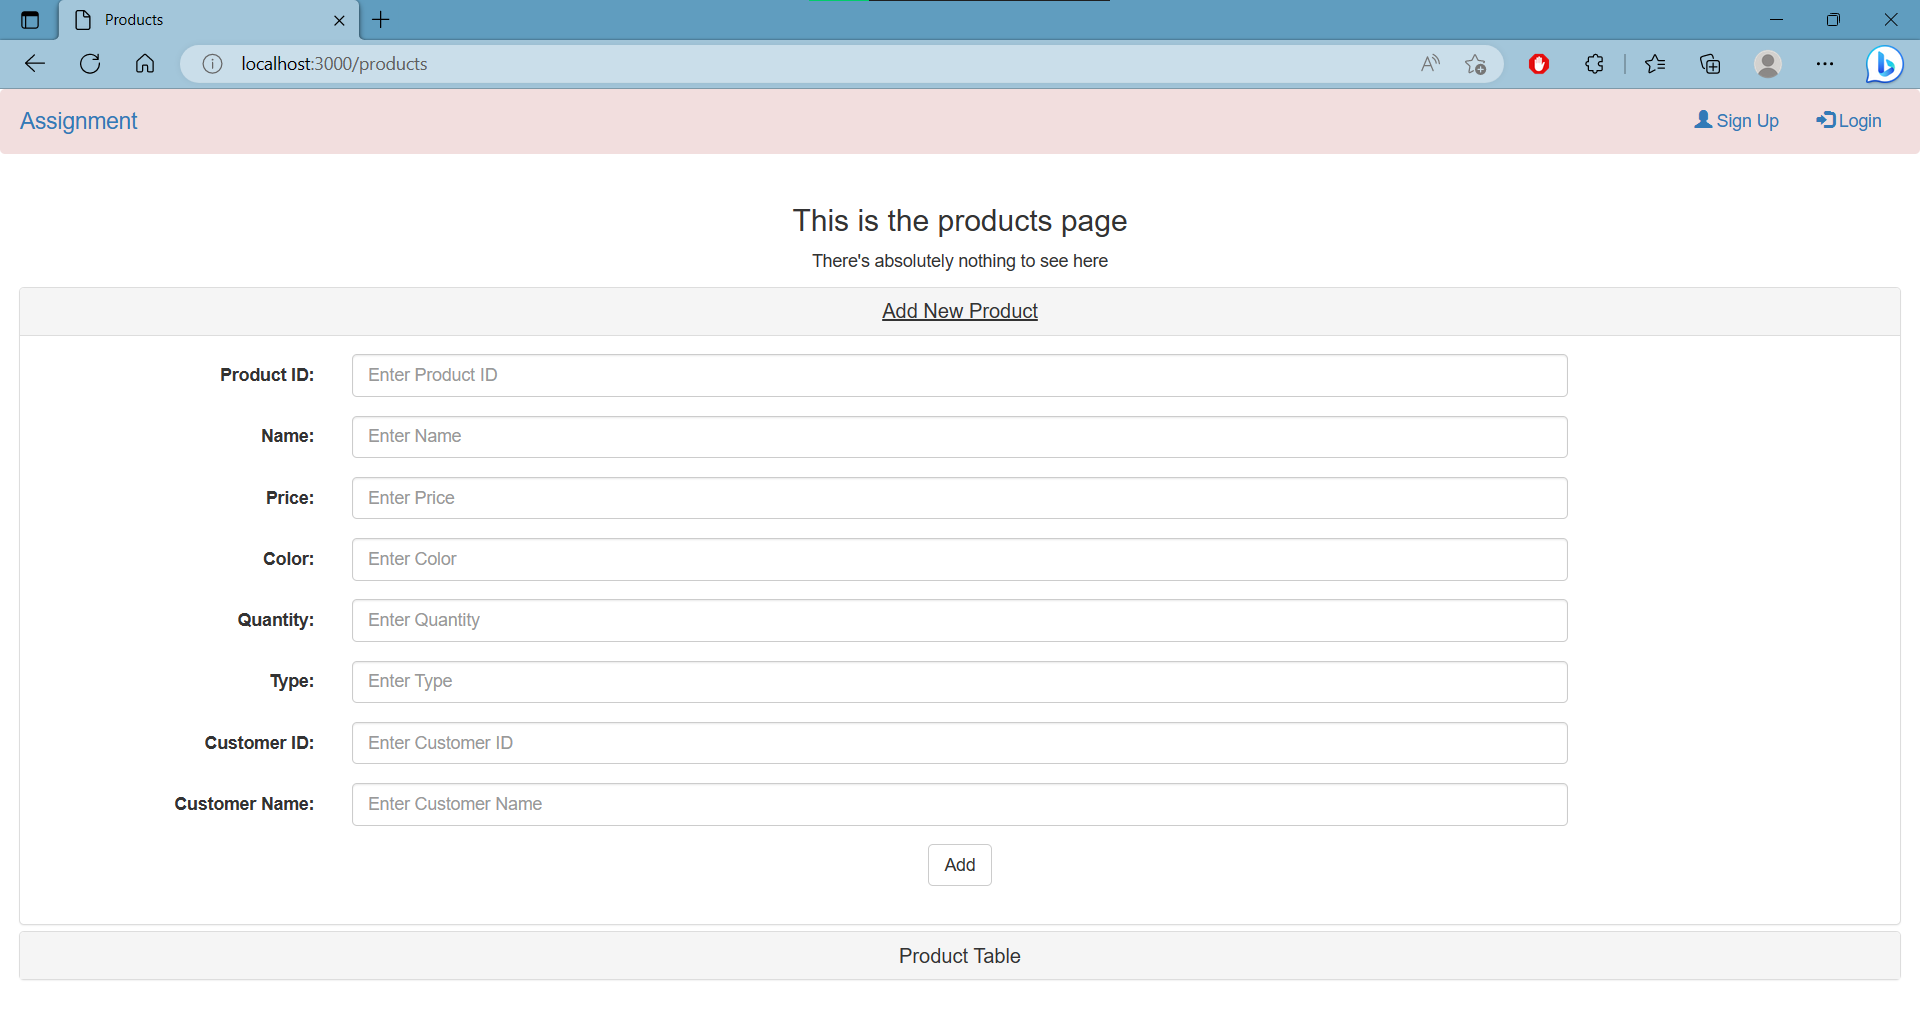 Products
localhost:3000/products
Assignment
Sign Up
Login
This is the products page
There's absolutely nothing to see here
Add New Product
Product ID: Enter Product ID
Name: Enter Name
Price: Enter Price
Color: Enter Color
Quantity: Enter Quantity
Type: Enter Type
Customer ID: Enter Customer ID
Customer Name: Enter Customer Name
Add
Product Table